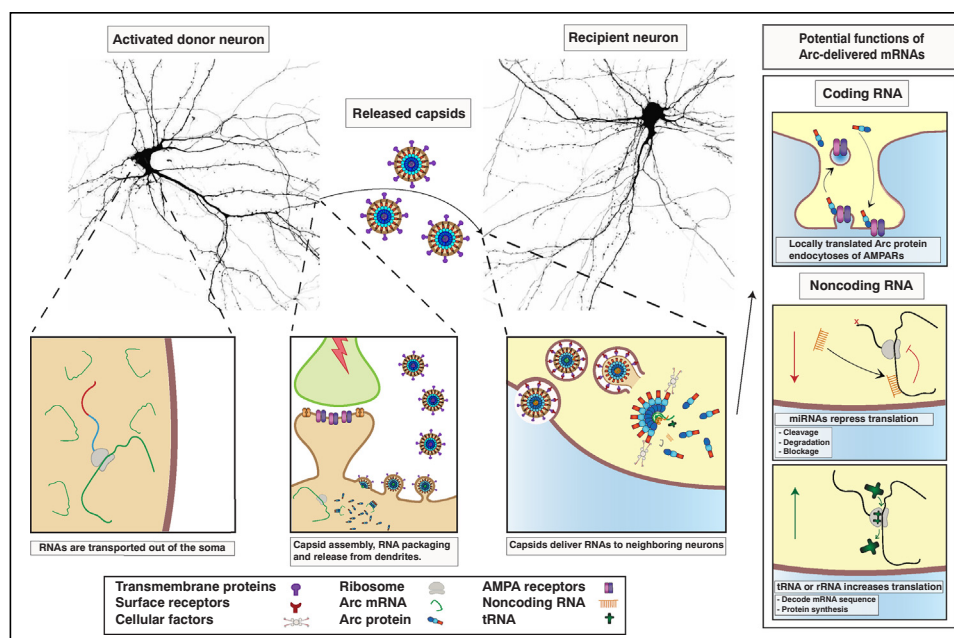 Activated donor neuron
Recipient neuron
Released capsids
Potential functions of
Arc-delivered mRNAs
Coding RNA
Locally translated Arc protein
endocytoses of AMPARs
Noncoding RNA
x
miRNAs repress translation
- Cleavage
- Degradation
- Blockage
tRNA or rRNA increases translation
- Decode mRNA sequence
- Protein synthesis
RNAs are transported out of the soma
Capsid assembly, RNA packaging
and release from dendrites.
Capsids deliver RNAs to neighboring neurons
Transmembrane proteins
Ribosome
AMPA receptors
Surface receptors
Arc mRNA
Noncoding RNA
Cellular factors
Arc protein
tRNA